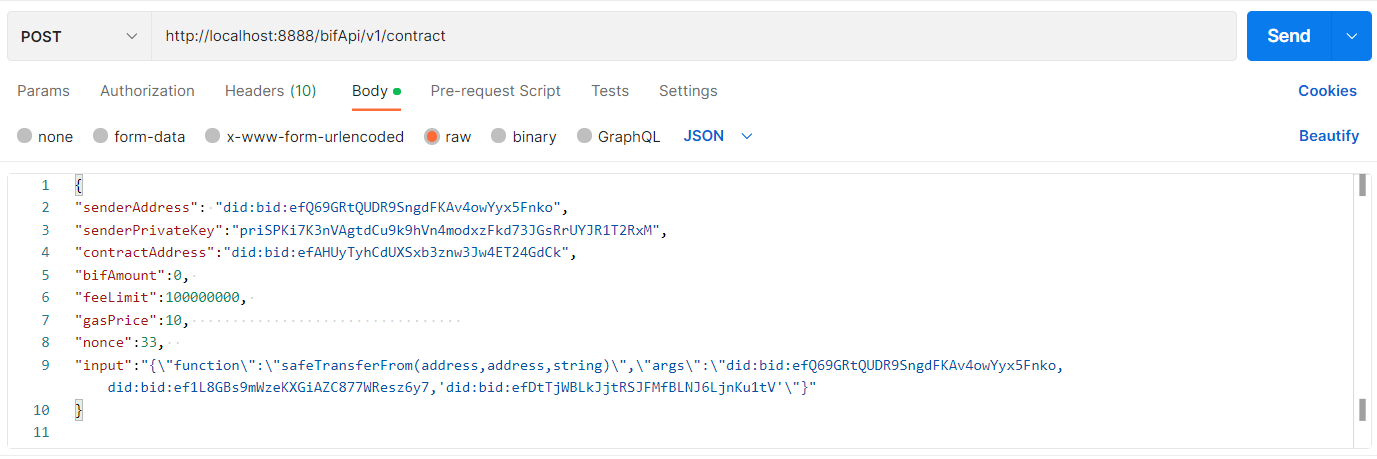 POST http://localhost:8888/bifApi/v1/contract Send
Params Authorization Headers (10) Body Pre-request Script Tests Settings Cookies
none form-data x-www-form-urlencoded raw binary GraphQL JSON Beautify
1 {
2 "senderAddress": "did:bid:efQ69GRtQUDR9SngdFKAv4owYyx5Fnko",
3 "senderPrivateKey":"priSPKi7K3nVAgtdCu9k9hVn4modxzFkd73JGsRrUYJR1T2RxM",
4 "contractAddress":"did:bid:efAHUyTyhCdUXSxb3znw3Jw4ET24GdCk",
5 "bifAmount":0,
6 "feeLimit":100000000,
7 "gasPrice":10,
8 "nonce":33,
9 "input":"{\"function\":\"safeTransferFrom(address,address,string)\",\"args\":\"did:bid:efQ69GRtQUDR9SngdFKAv4owYyx5Fnko,
did:bid:ef1L8GBs9mWzeKXGiAZC877WResz6y7,'did:bid:efDtTjWBLkJjtRSJFMfBLNJ6LjnKu1tV'\"}"
10 }
11